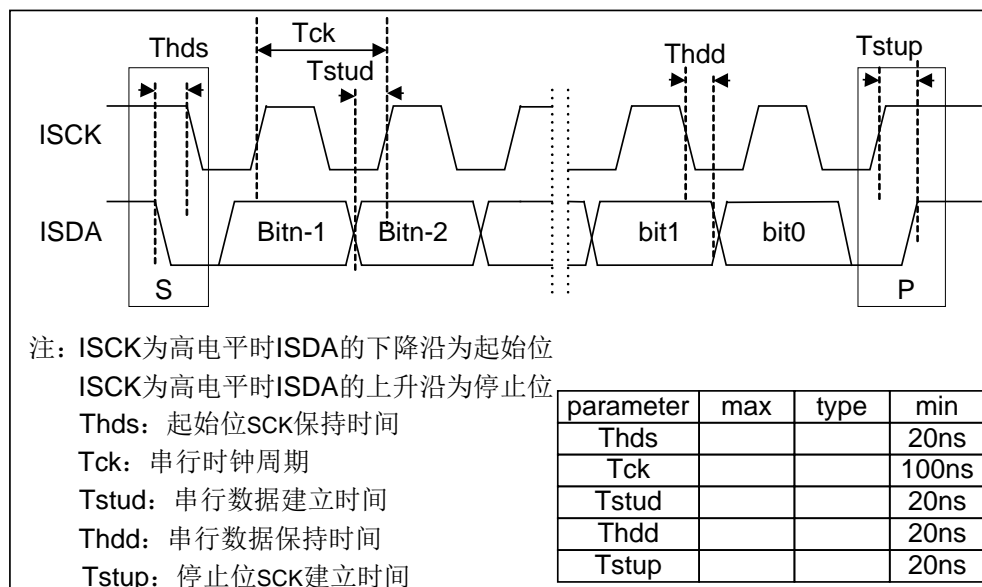 Thds
Tck
Tstud
Thdd
Tstup
ISCK
ISDA
Bitn-1
Bitn-2
bit1
bit0
S
P
注：ISCK为高电平时ISDA的下降沿为起始位
ISCK为高电平时ISDA的上升沿为停止位
Thds：起始位SCK保持时间
Tck：串行时钟周期
Tstud：串行数据建立时间
Thdd：串行数据保持时间
Tstup：停止位SCK建立时间
parameter max type min
Thds 20ns
Tck 100ns
Tstud 20ns
Thdd 20ns
Tstup 20ns